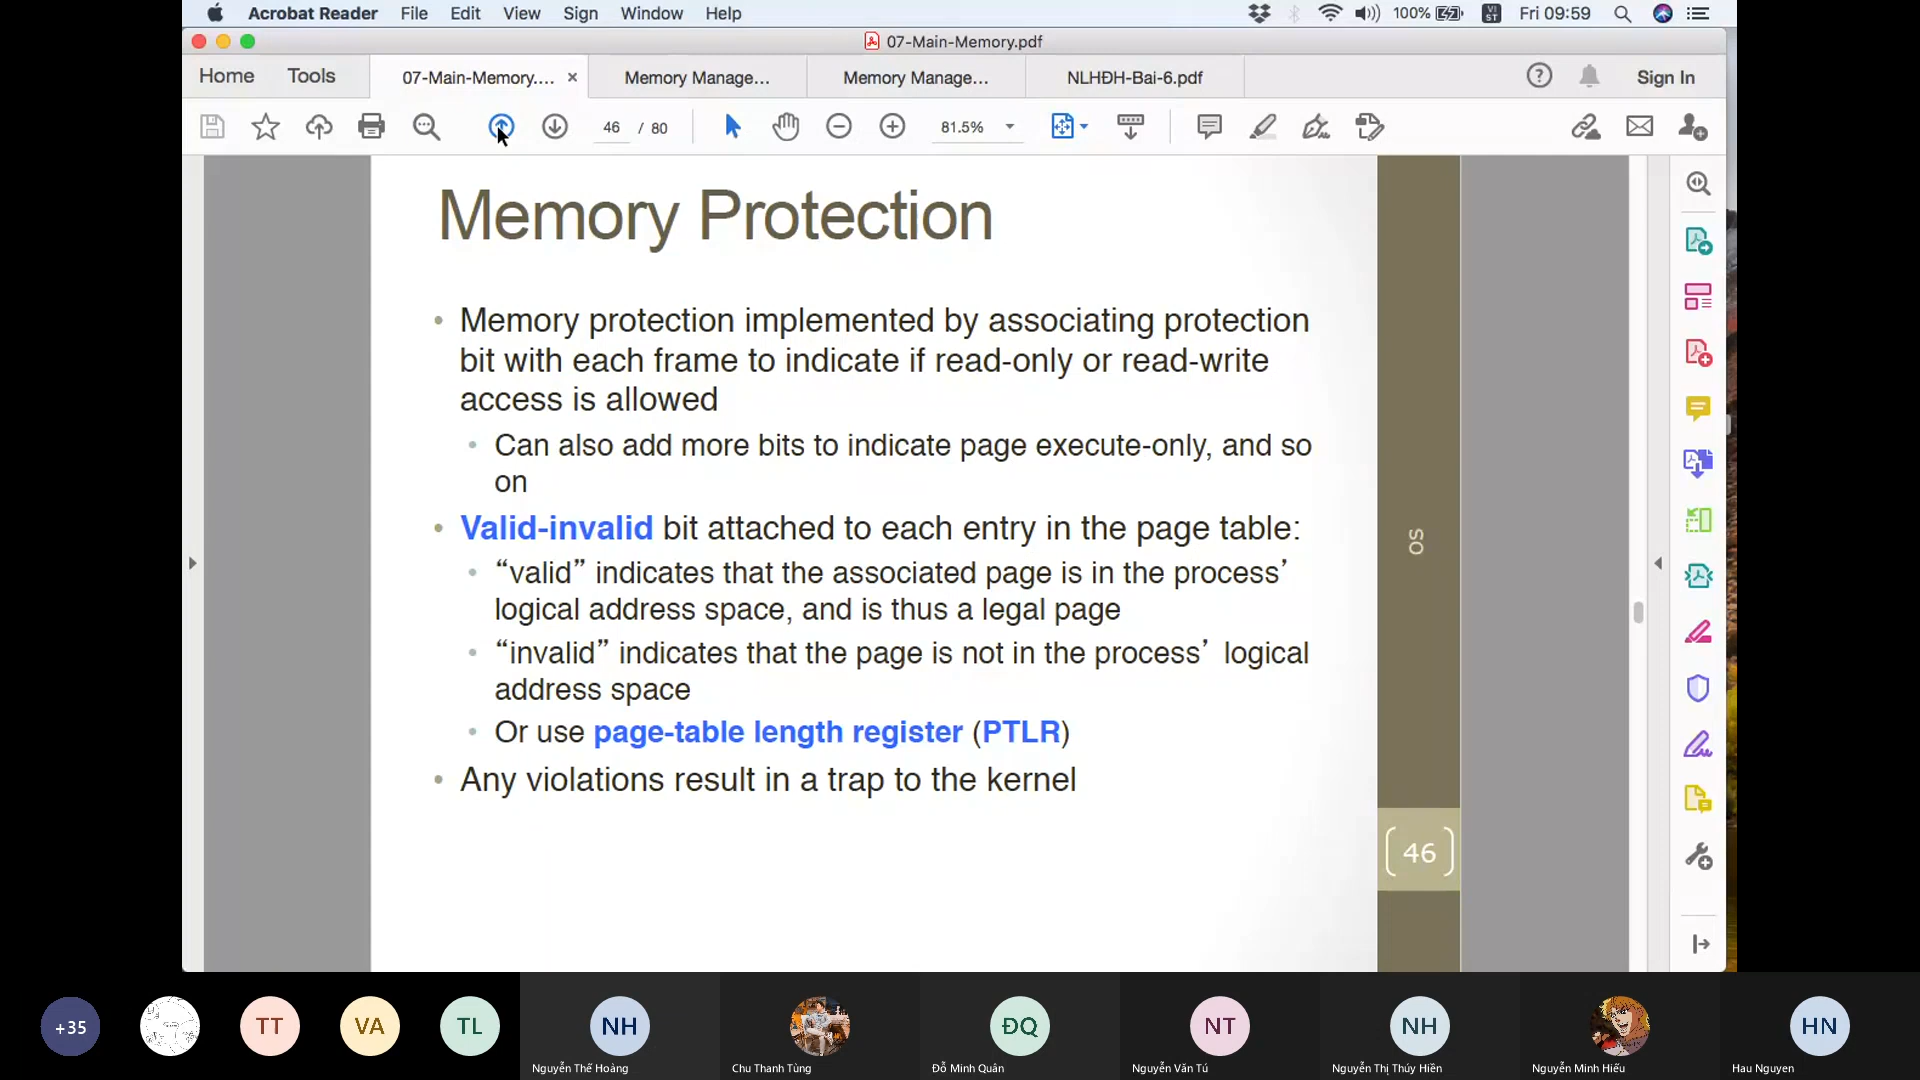 Acrobat Reader File Edit View Sign Window Help 100% VI ST Fri 09:59
07-Main-Memory.pdf
Home Tools 07-Main-Memory.... × Memory Manage... Memory Manage... NLHĐH-Bai-6.pdf ? Sign In
46 / 80 81.5%
Memory Protection
• Memory protection implemented by associating protection
bit with each frame to indicate if read-only or read-write
access is allowed
• Can also add more bits to indicate page execute-only, and so
on
• Valid-invalid bit attached to each entry in the page table:
• “valid” indicates that the associated page is in the process’
logical address space, and is thus a legal page
• “invalid” indicates that the page is not in the process’ logical
address space
• Or use page-table length register (PTLR)
• Any violations result in a trap to the kernel
OS
46
+35 TT VA TL NH ĐQ NT NH HN
Nguyễn Thế Hoàng Chu Thanh Tùng Đỗ Minh Quân Nguyễn Văn Tú Nguyễn Thị Thúy Hiền Nguyễn Minh Hiếu Hau Nguyen